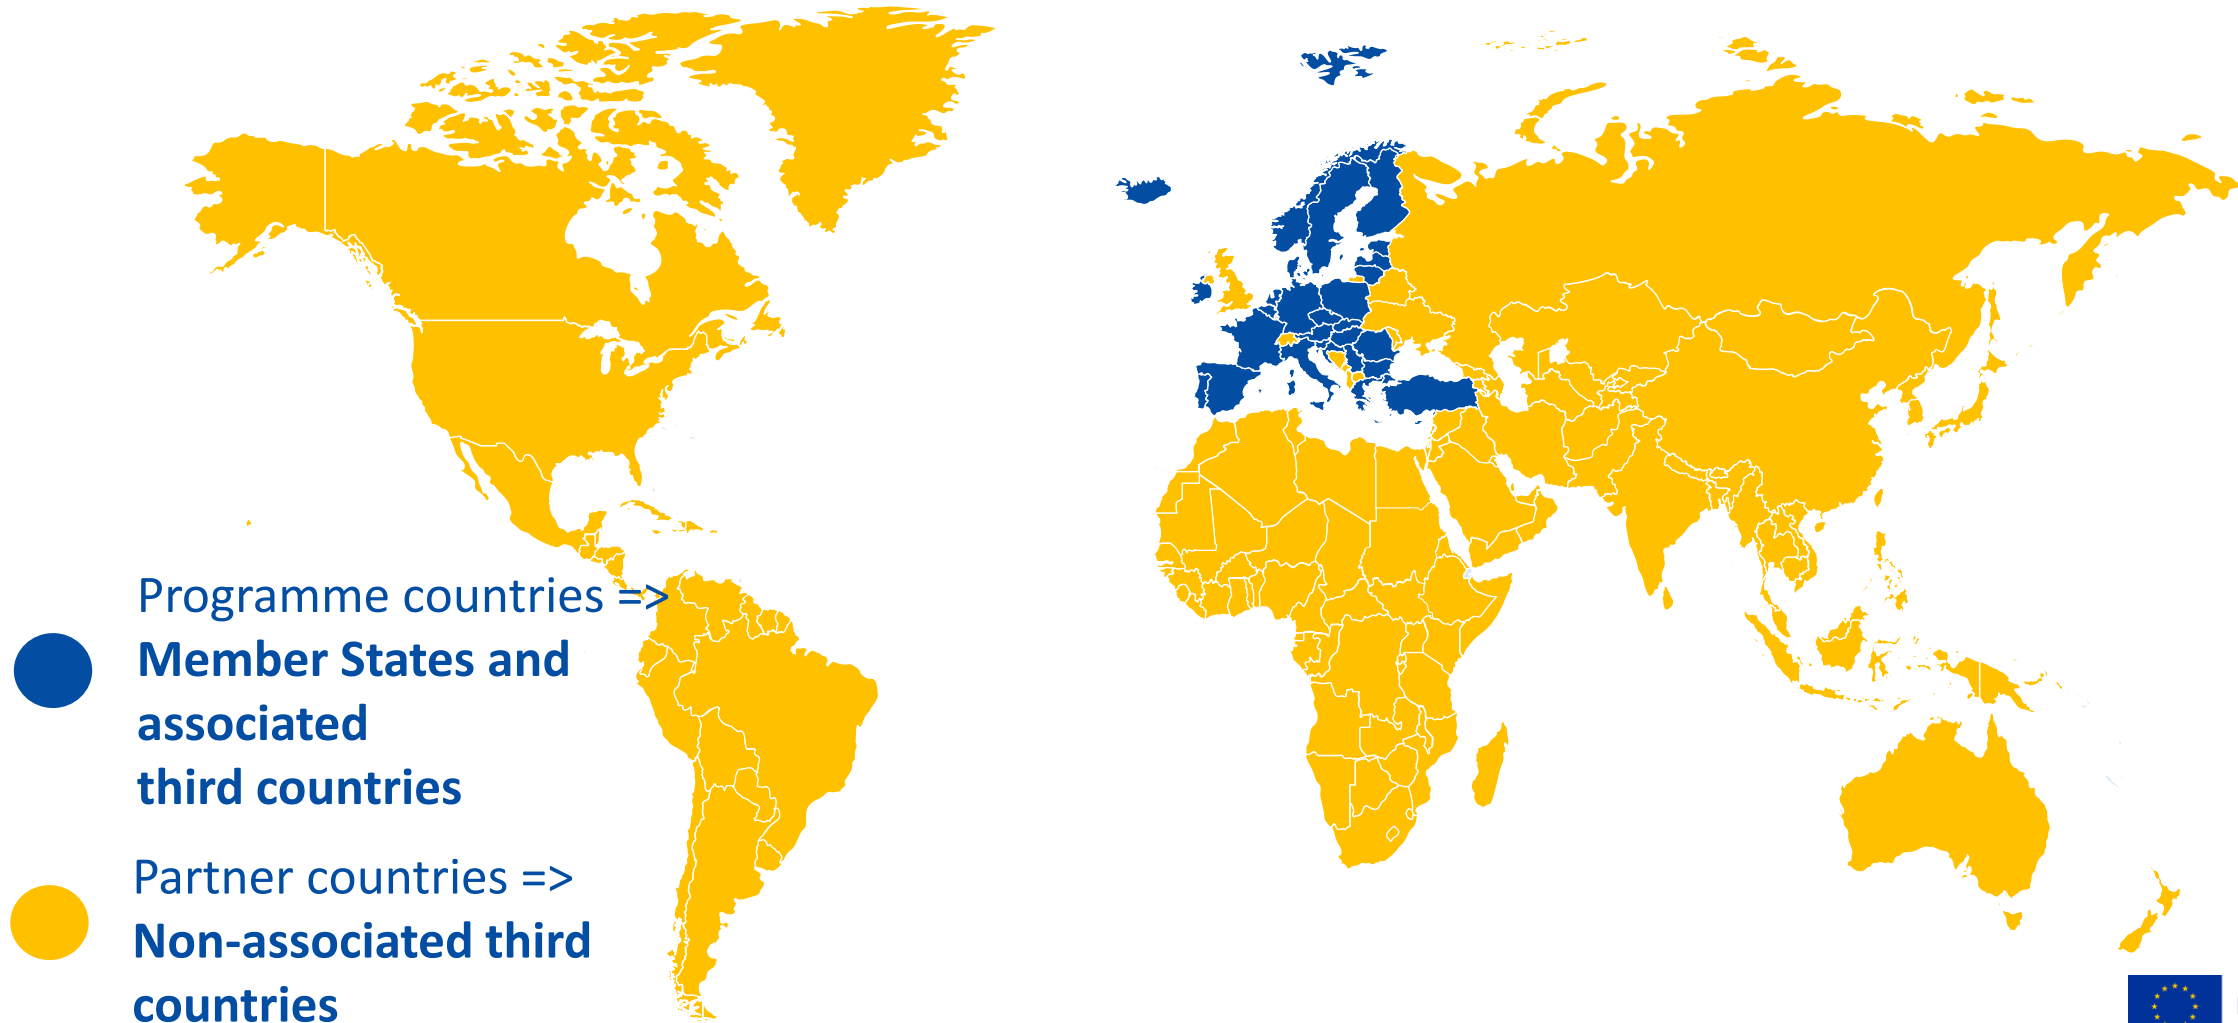 Programme countries =>
Member States and
associated
third countries
Partner countries =>
Non-associated third
countries